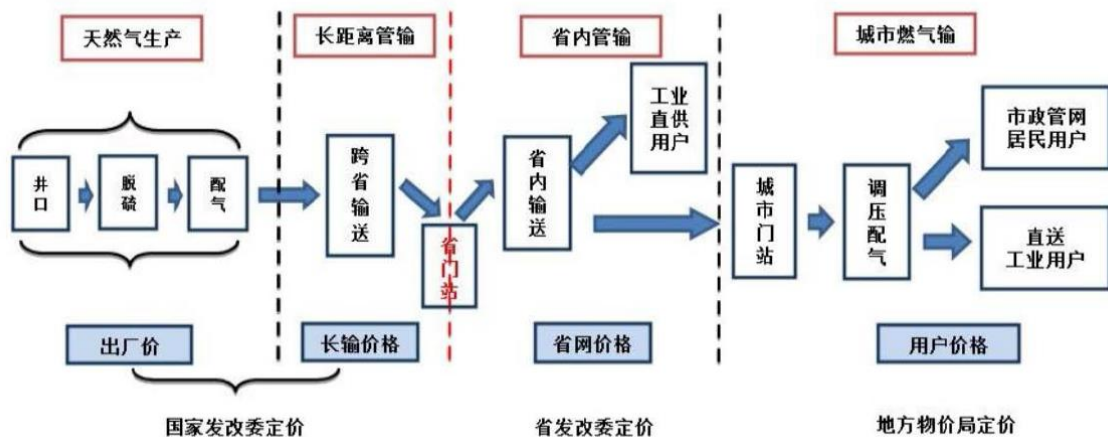 天然气生产
长距离管输
省内管输
城市燃气输
井口
脱硫
配气
跨省输送
省门站
省内输送
工业
直供
用户
城市门站
调压配气
市政管网
居民用户
直送
工业用户
出厂价
长输价格
省网价格
用户价格
国家发改委定价
省发改委定价
地方物价局定价